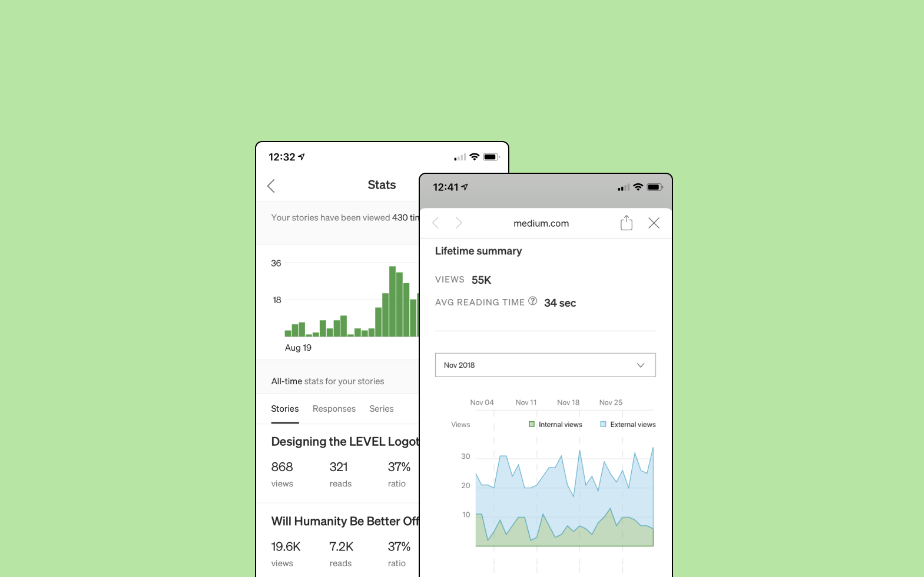 12:32
Stats
Your stories have been viewed 430
36
18
Aug 19
All-time stats for your stories
Stories Responses Series
Designing the LEVEL
868 321 37%
views reads ratio
Will Humanity Be Better Off
19.6K 7.2K 37%
views reads ratio
12:41
medium.com
Lifetime summary
VIEWS 55K
AVG READING TIME ? 34 sec
Nov 2018
Nov 04 Nov 11 Nov 18 Nov 25
Views Internal views External views
30
20
10